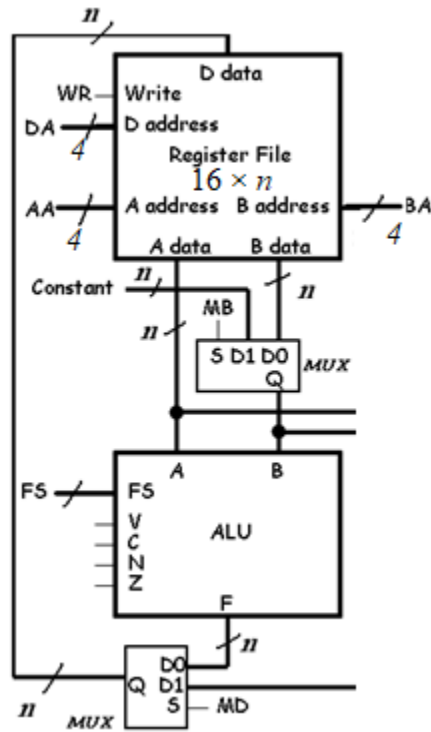 n
D data
WR Write
DA D address
4
Register File
16 × n
AA A address B address BA
4 4
A data B data
n n
Constant
MB n
S D1 D0 MUX
Q
A B
FS FS
V
C ALU
N
Z
F
n
D0
Q D1
n S MD
MUX